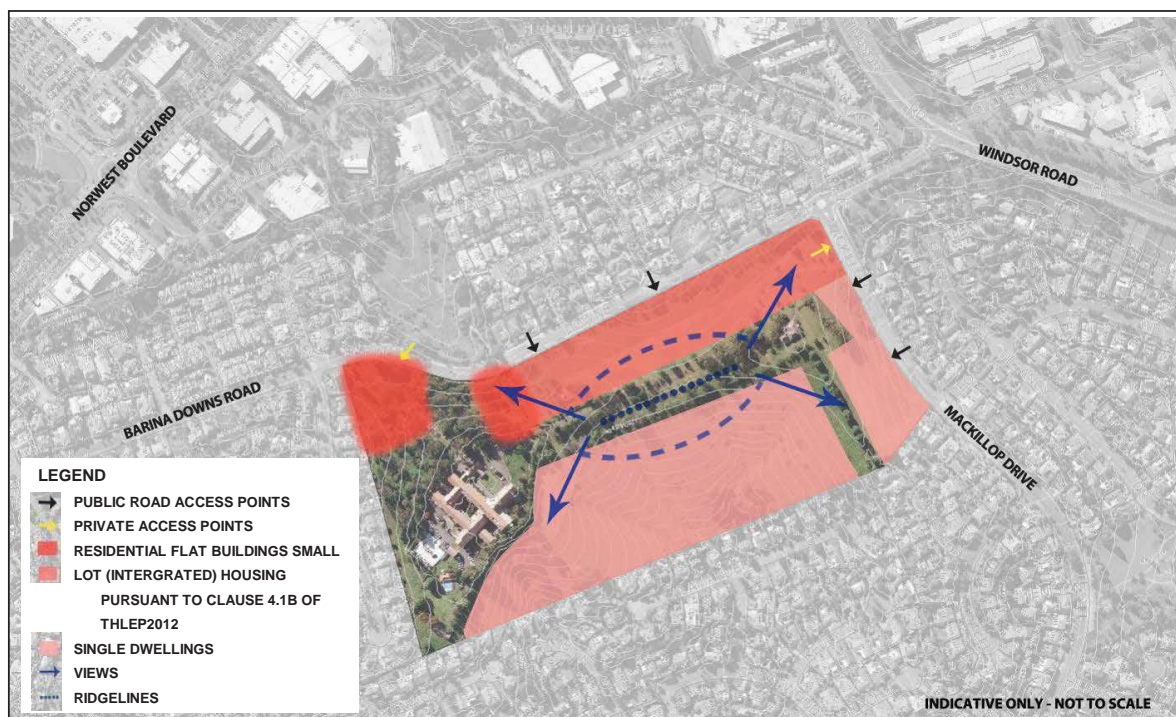 NORWEST BOULEVARD
WINDSOR ROAD
BARINA DOWNS ROAD
MACKILLOP DRIVE
LEGEND
PUBLIC ROAD ACCESS POINTS
PRIVATE ACCESS POINTS
RESIDENTIAL FLAT BUILDINGS SMALL
LOT (INTERGRATED) HOUSING
PURSUANT TO CLAUSE 4.1B OF
THLEP2012
SINGLE DWELLINGS
VIEWS
RIDGELINES
INDICATIVE ONLY - NOT TO SCALE